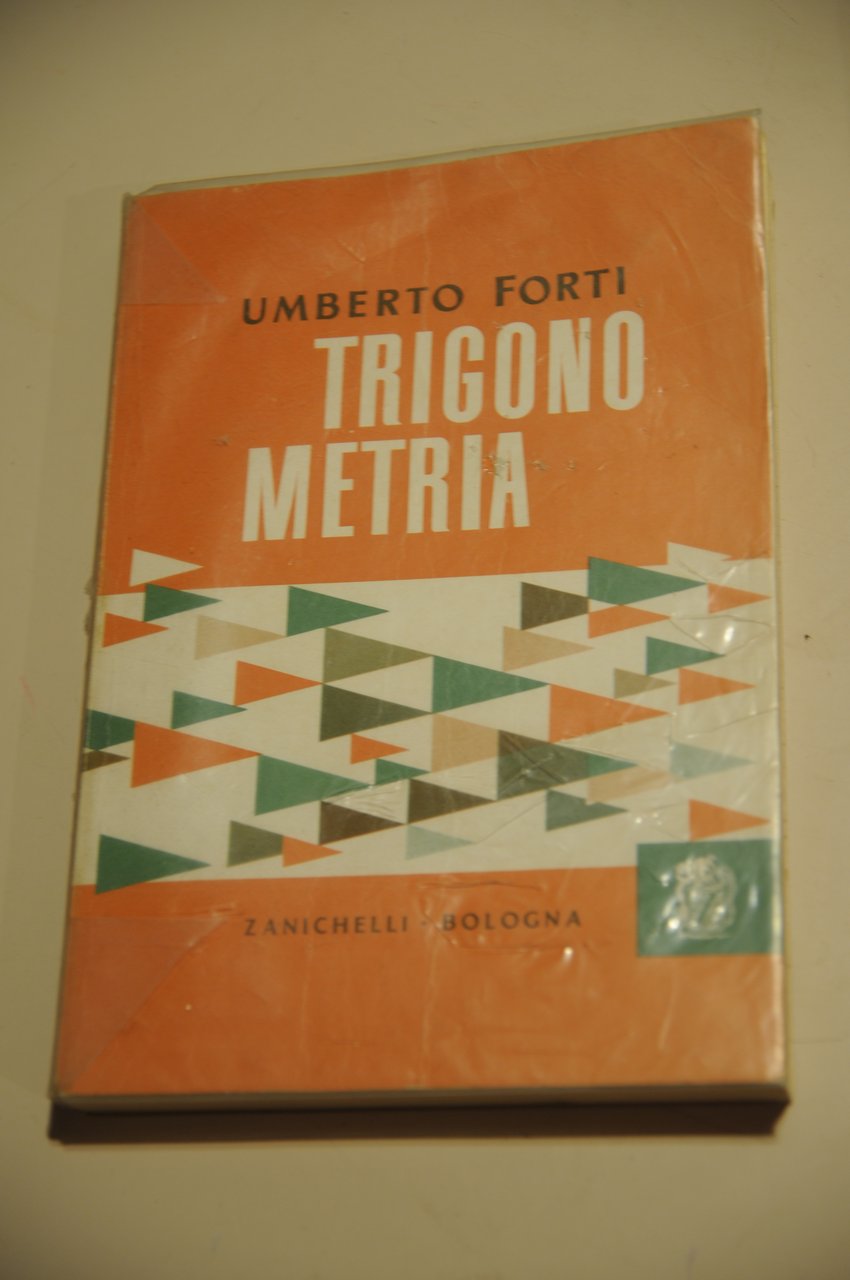 UMBERTO FORTI
TRIGONO
METRIA
ZANICHELLI - BOLOGNA